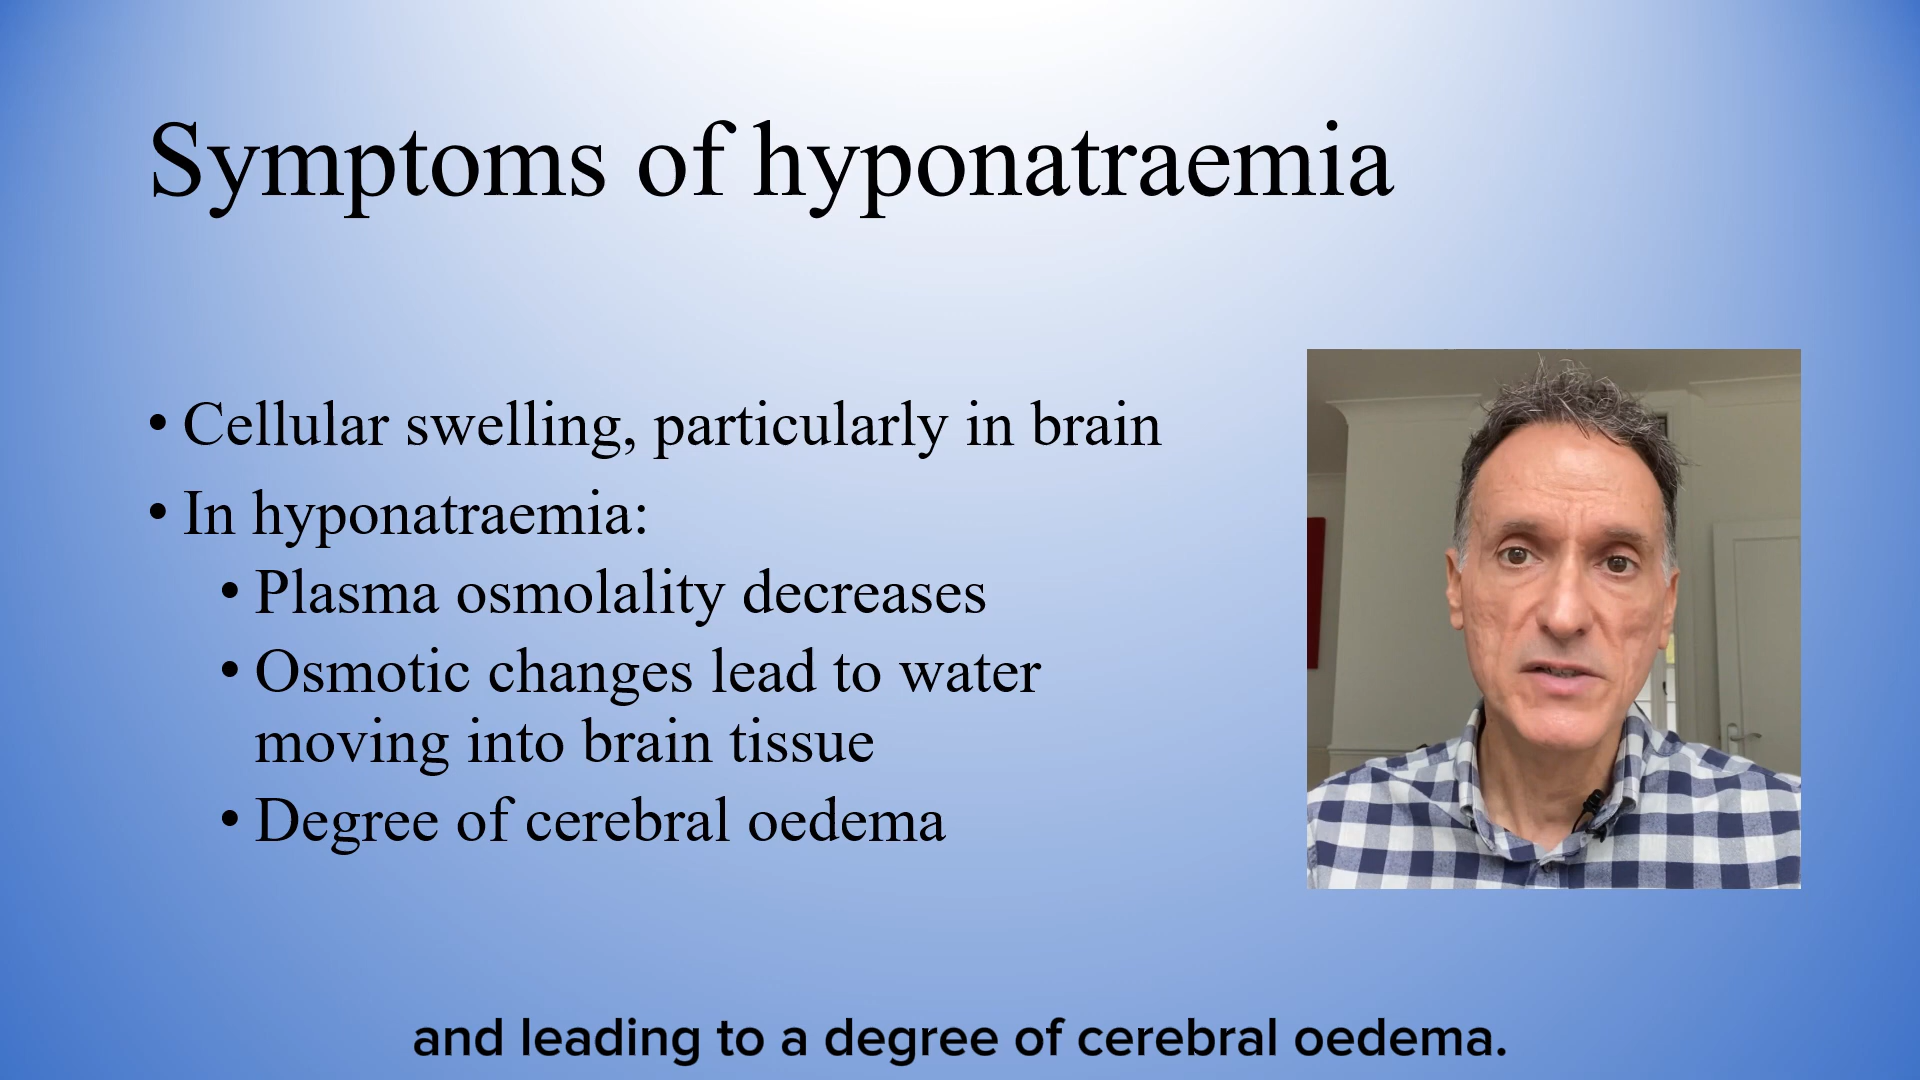 Symptoms of hyponatraemia
• Cellular swelling, particularly in brain
• In hyponatraemia:
• Plasma osmolality decreases
• Osmotic changes lead to water
moving into brain tissue
• Degree of cerebral oedema
and leading to a degree of cerebral oedema.